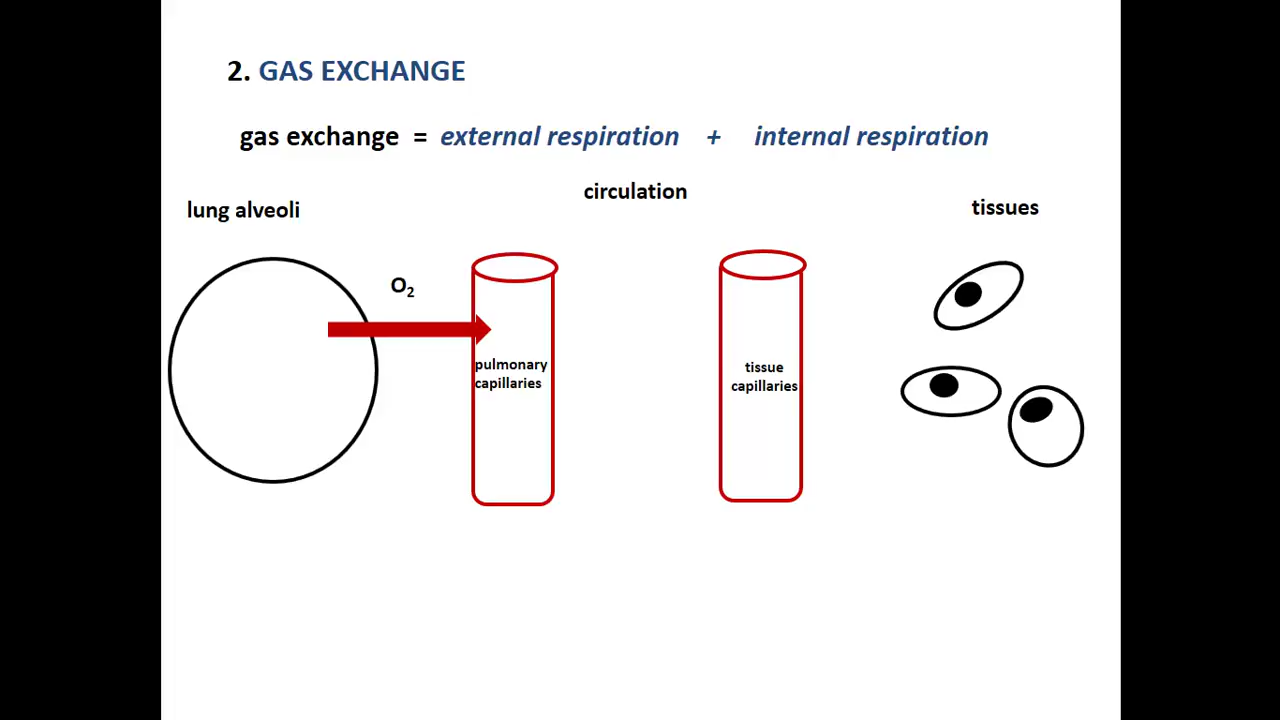 2. GAS EXCHANGE
gas exchange = external respiration + internal respiration
circulation
lung alveoli
tissues
O₂
pulmonary
capillaries
tissue
capillaries